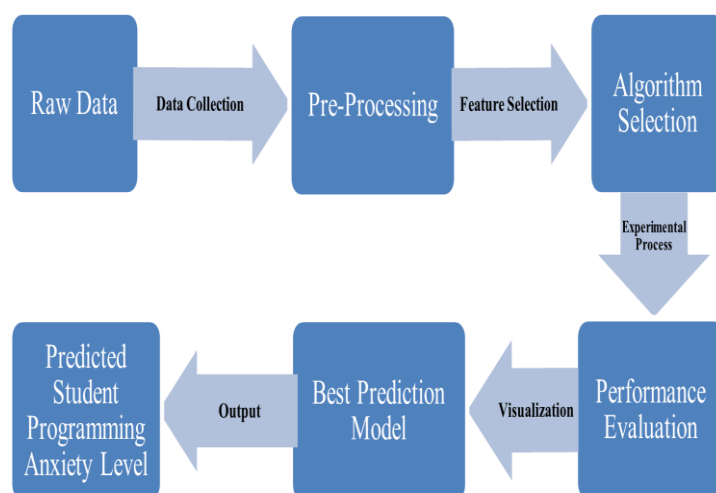 Raw Data
Data Collection
Pre-Processing
Feature Selection
Algorithm
Selection
Experimental
Process
Performance
Evaluation
Visualization
Best Prediction
Model
Output
Predicted
Student
Programming
Anxiety Level